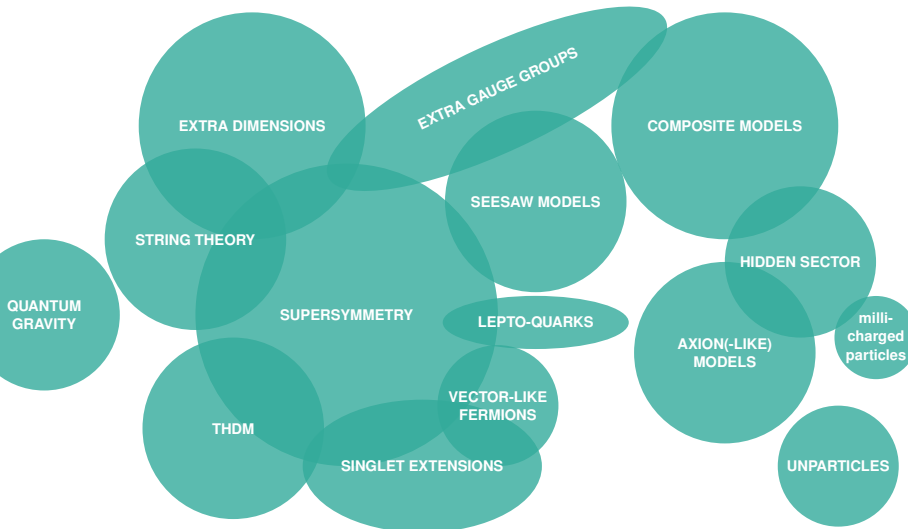 EXTRA GAUGE GROUPS
EXTRA DIMENSIONS
COMPOSITE MODELS
SEESAW MODELS
STRING THEORY
HIDDEN SECTOR
QUANTUM
GRAVITY
SUPERSYMMETRY
LEPTO-QUARKS
milli-
charged
particles
AXION(-LIKE)
MODELS
VECTOR-LIKE
FERMIONS
THDM
SINGLET EXTENSIONS
UNPARTICLES